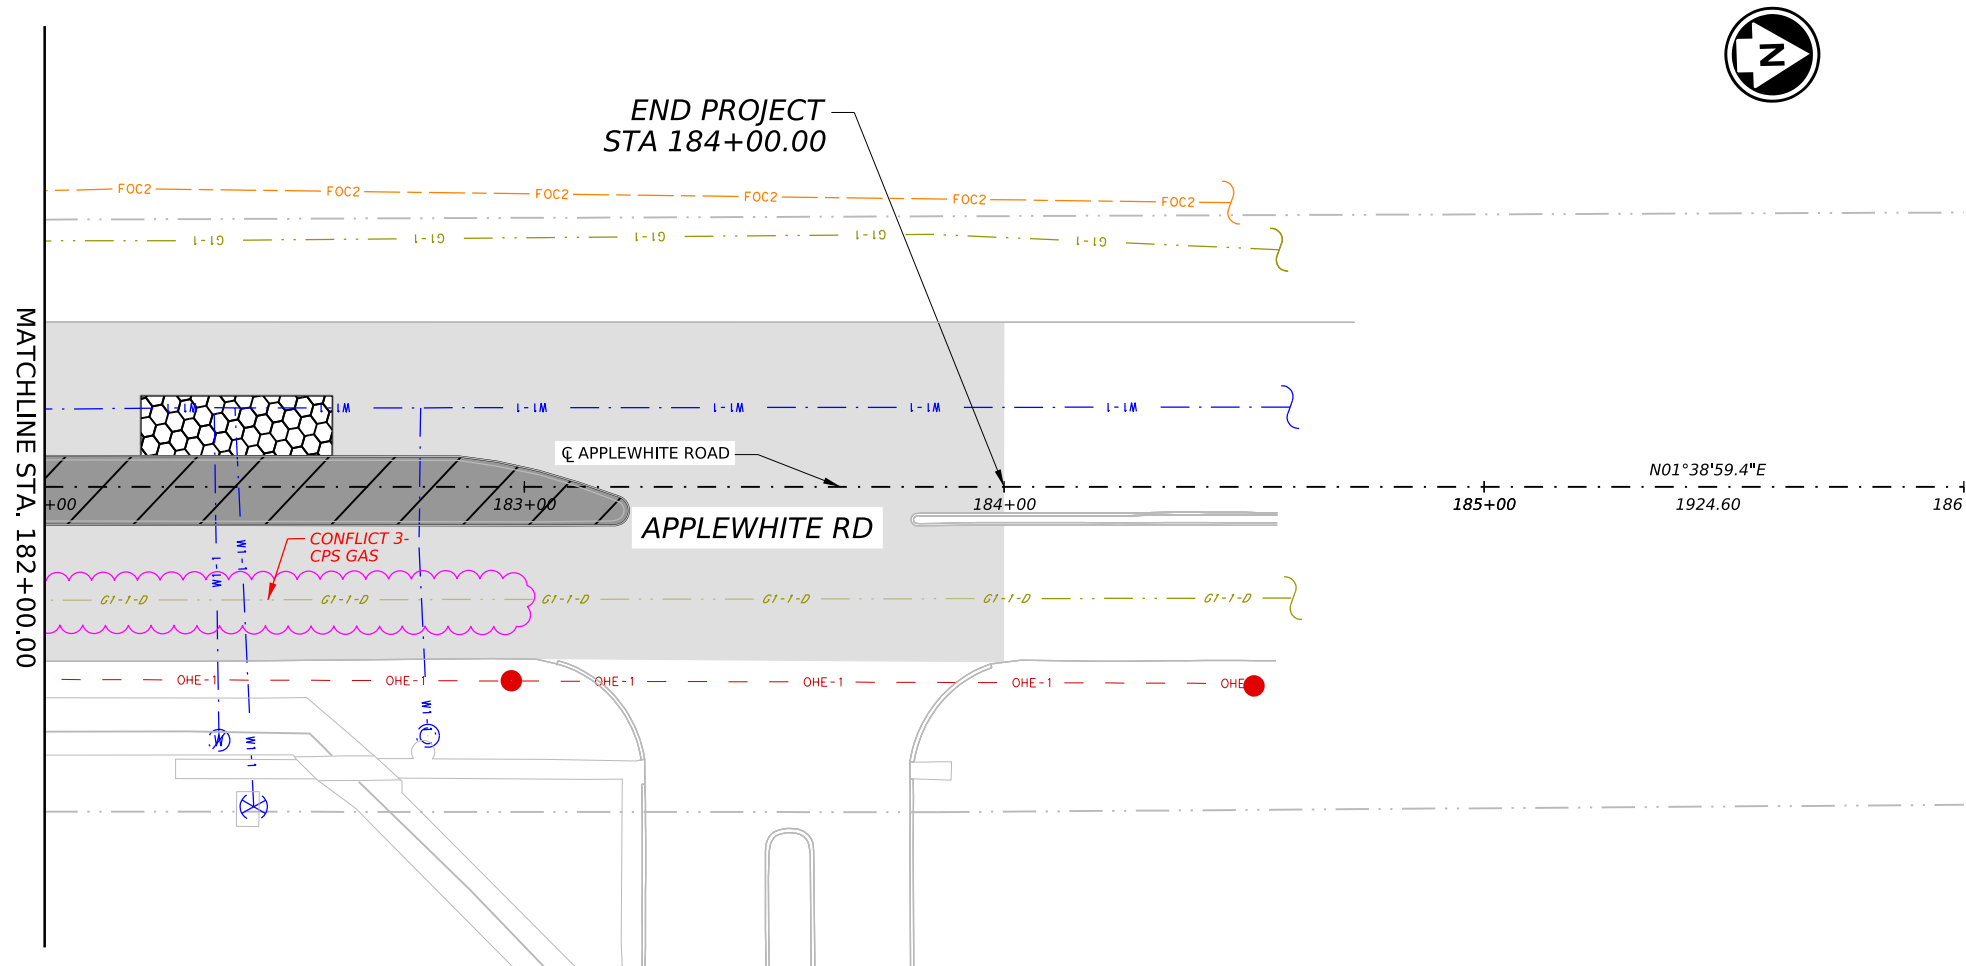 N
END PROJECT
STA 184+00.00
FOC2 FOC2 FOC2 FOC2 FOC2 FOC2
G1-1 G1-1 G1-1 G1-1 G1-1
MATCHLINE STA. 182+00.00
W1-1 W1-1 W1-1 W1-1 W1-1 W1-1
℄ APPLEWHITE ROAD
N01°38'59.4"E
+00 183+00 184+00 185+00 1924.60 186
APPLEWHITE RD
CONFLICT 3-
CPS GAS
W1-1 W1-1
G1-1-D G1-1-D G1-1-D G1-1-D G1-1-D G1-1-D
OHE-1 OHE-1 OHE-1 OHE-1 OHE-1 OHE
W1-1
W
W1-1